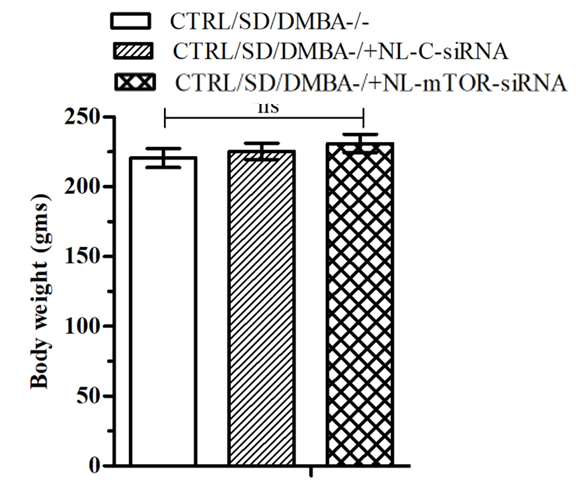 CTRL/SD/DMBA-/-
CTRL/SD/DMBA-/+NL-C-siRNA
CTRL/SD/DMBA-/+NL-mTOR-siRNA
ns
250
200
150
100
50
0
Body weight (gms)